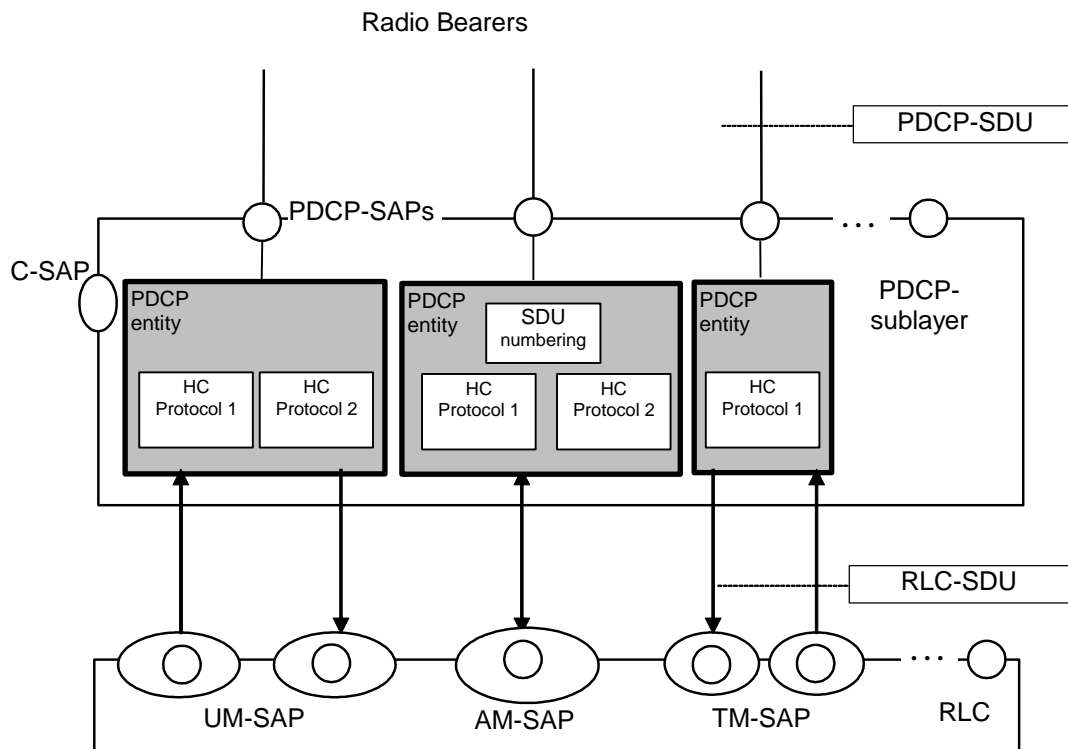 Radio Bearers
PDCP-SDU
PDCP-SAPs
...
C-SAP
PDCP
entity
HC
Protocol 1
HC
Protocol 2
PDCP
entity
SDU
numbering
HC
Protocol 1
HC
Protocol 2
PDCP
entity
HC
Protocol 1
PDCP-
sublayer
RLC-SDU
...
UM-SAP
AM-SAP
TM-SAP
RLC